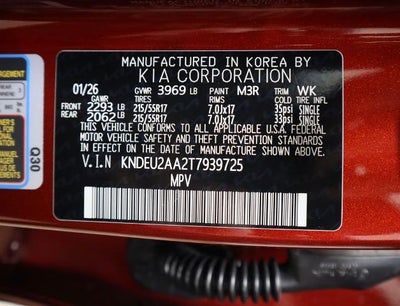 MANUFACTURED IN KOREA BY
KIA CORPORATION
01/26 GVWR 3969 LB PAINT M3R TRIM WK
GAWR TIRE RIM COLD
FRONT 2293 LB 215/55R17 7.0Jx17 35psi SINGLE
REAR 2062 LB 215/55R17 7.0Jx17 33psi SINGLE
THIS VEHICLE CONFORMS TO ALL APPLICABLE U.S.A FEDERAL
MOTOR VEHICLE SAFETY AND THEFT PREVENTION STANDARDS
IN EFFECT ON THE DATE OF MANUFACTURE SHOWN ABOVE.
V.I.N KNDEU2AA2T7939725
MPV
Q30